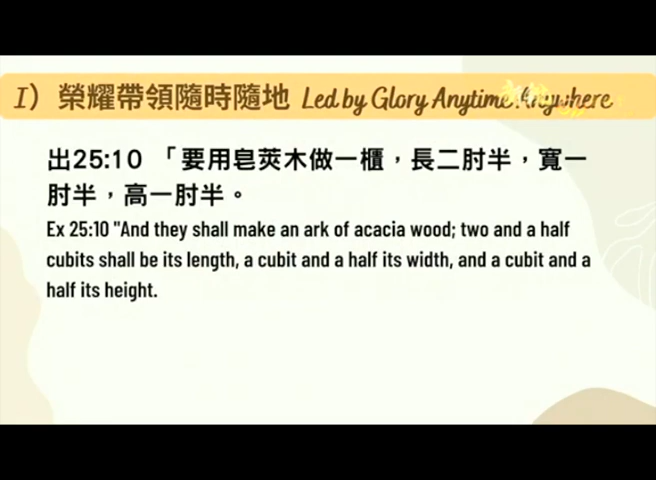 I）榮耀帶領隨時隨地 Led by Glory Anytime Anywhere
出25:10 「要用皂莢木做一櫃，長二肘半，寬一
肘半，高一肘半。
Ex 25:10 "And they shall make an ark of acacia wood; two and a half
cubits shall be its length, a cubit and a half its width, and a cubit and a
half its height.